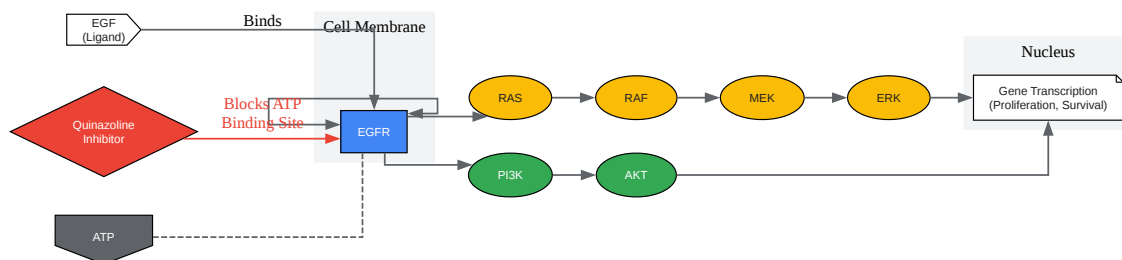 EGF
(Ligand)
Binds
Cell Membrane
Nucleus
Quinazoline
Inhibitor
Blocks ATP
Binding Site
EGFR
RAS
RAF
MEK
ERK
Gene Transcription
(Proliferation, Survival)
PI3K
AKT
ATP